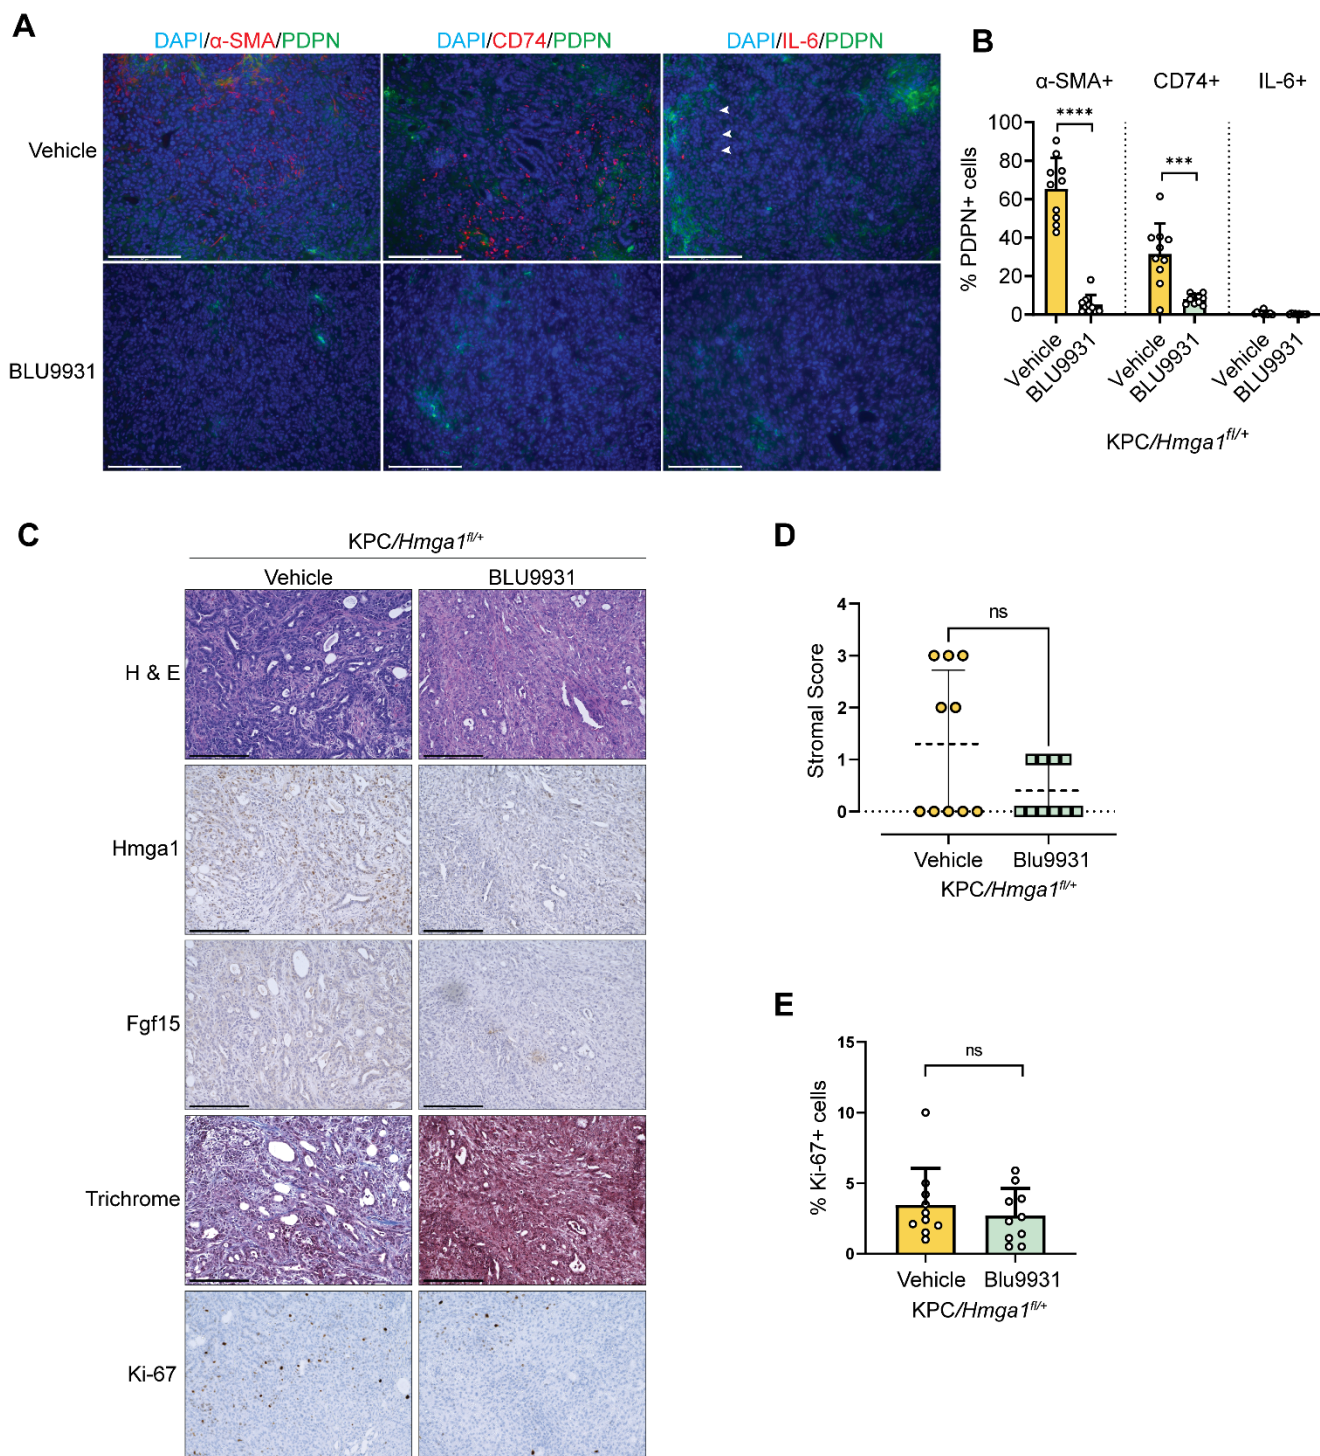 A
DAPI/α-SMA/PDPN
DAPI/CD74/PDPN
DAPI/IL-6/PDPN
Vehicle
BLU9931
B
α-SMA+
CD74+
IL-6+
% PDPN+ cells
100
80
60
40
20
0
****
***
Vehicle
BLU9931
Vehicle
BLU9931
Vehicle
BLU9931
KPC/Hmga1fl/+
C
KPC/Hmga1fl/+
Vehicle
BLU9931
H & E
Hmga1
Fgf15
Trichrome
Ki-67
D
Stromal Score
4
3
2
1
0
ns
Vehicle
Blu9931
KPC/Hmga1fl/+
E
% Ki-67+ cells
15
10
5
0
ns
Vehicle
Blu9931
KPC/Hmga1fl/+